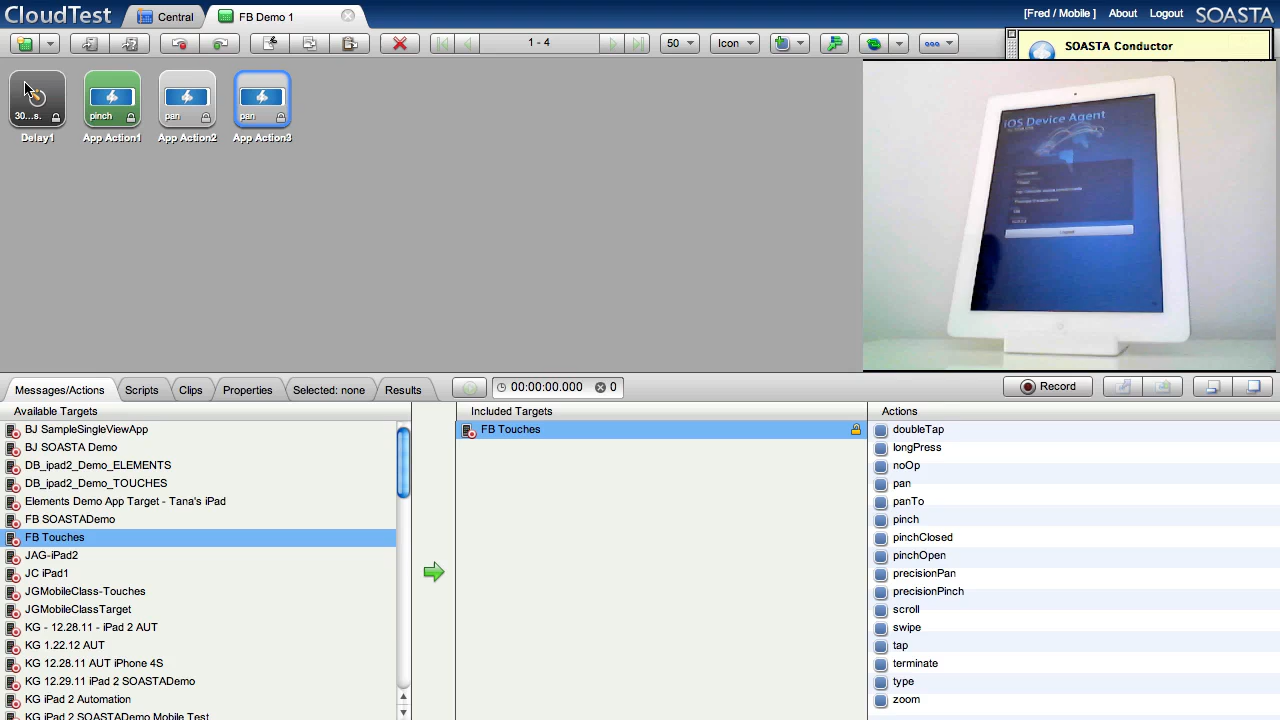 CloudTest
Central
FB Demo 1
[Fred / Mobile ]
About
Logout
SOASTA
1 - 4
50
Icon
SOASTA Conductor
30...s.
pinch
pan
pan
Delay1
App Action1
App Action2
App Action3
iOS Device Agent
Messages/Actions
Scripts
Clips
Properties
Selected: none
Results
00:00:00.000
0
Record
Available Targets
BJ SampleSingleViewApp
BJ SOASTA Demo
DB_ipad2_Demo_ELEMENTS
DB_ipad2_Demo_TOUCHES
Elements Demo App Target - Tana's iPad
FB SOASTADemo
FB Touches
JAG-iPad2
JC iPad1
JGMobileClass-Touches
JGMobileClassTarget
KG - 12.28.11 - iPad 2 AUT
KG 1.22.12 AUT
KG 12.28.11 AUT iPhone 4S
KG 12.29.11 iPad 2 SOASTADemo
KG iPad 2 Automation
KG iPad 2 SOASTADemo Mobile Test
Included Targets
FB Touches
Actions
doubleTap
longPress
noOp
pan
panTo
pinch
pinchClosed
pinchOpen
precisionPan
precisionPinch
scroll
swipe
tap
terminate
type
zoom